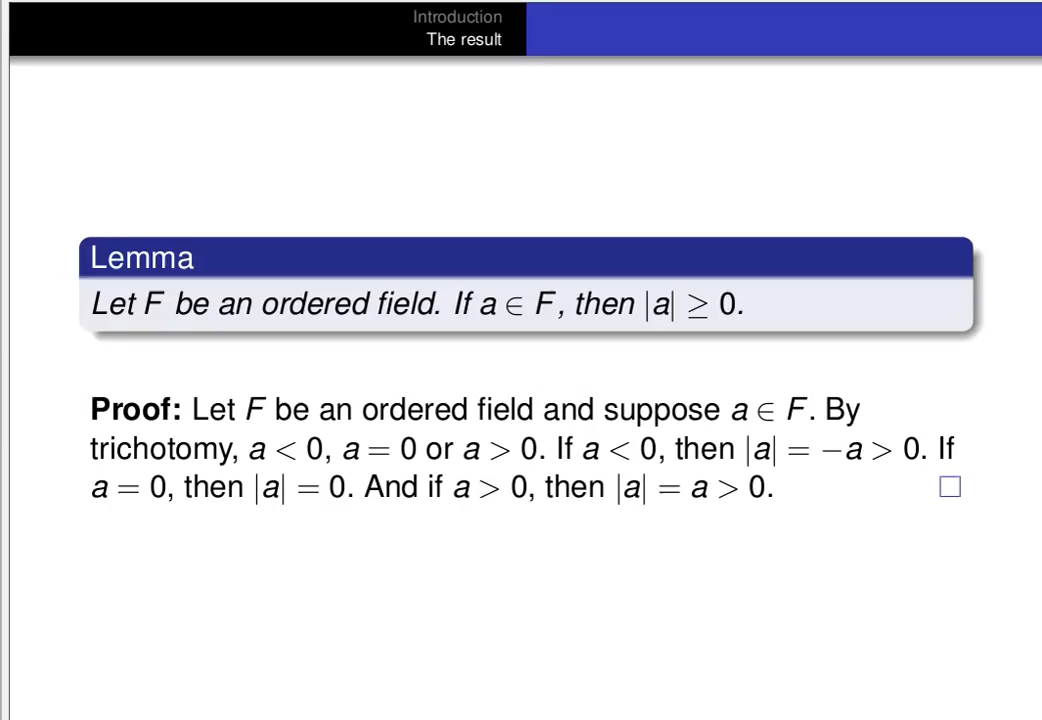 Introduction
The result
Lemma
Let F be an ordered field. If a ∈ F, then |a| ≥ 0.
Proof: Let F be an ordered field and suppose a ∈ F. By
trichotomy, a < 0, a = 0 or a > 0. If a < 0, then |a| = −a > 0. If
a = 0, then |a| = 0. And if a > 0, then |a| = a > 0. □